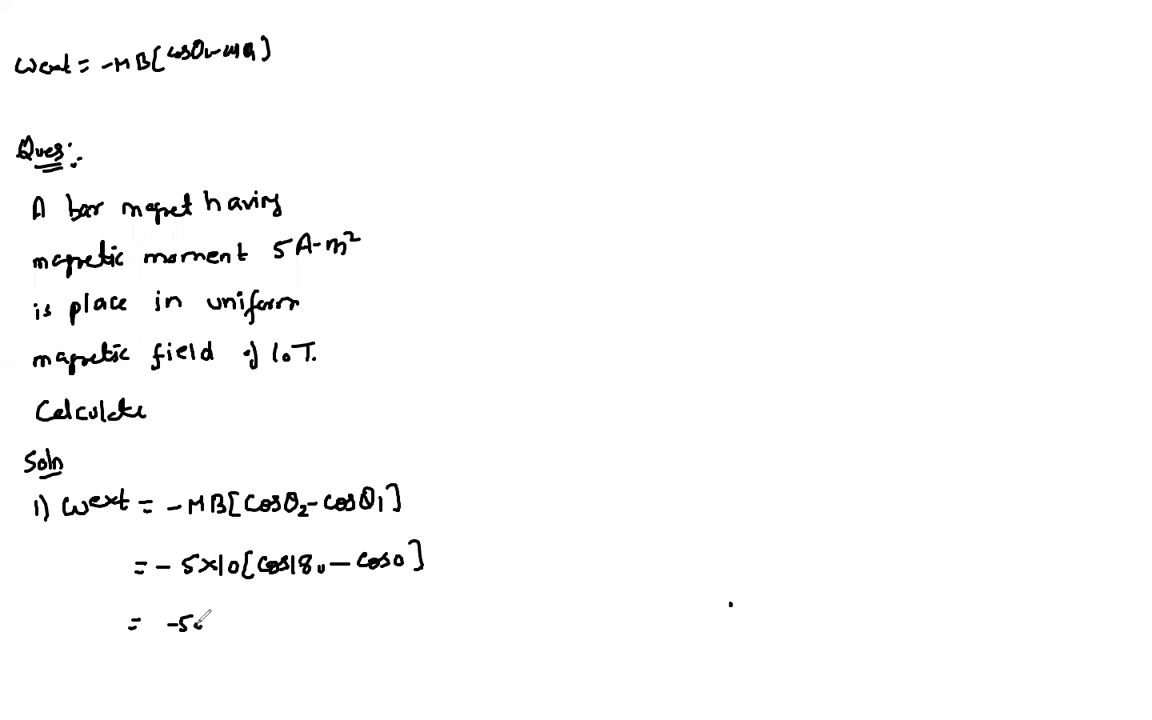 Wext = -MB[cosθ₂-cosθ₁]
Ques:-
A bar magnet having
magnetic moment 5 A-m²
is place in uniform
magnetic field of 10T.
Calculate
Soln
1) Wext = -MB[Cosθ₂-cosθ₁]
= - 5×10[cos180-cos0]
= -50